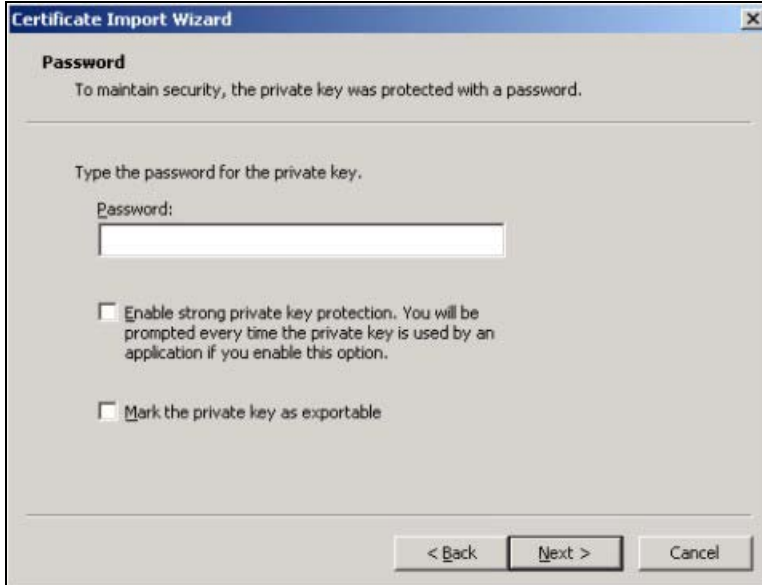 Certificate Import Wizard
Password
To maintain security, the private key was protected with a password.
Type the password for the private key.
Password:
Enable strong private key protection. You will be
prompted every time the private key is used by an
application if you enable this option.
Mark the private key as exportable
< Back Next > Cancel